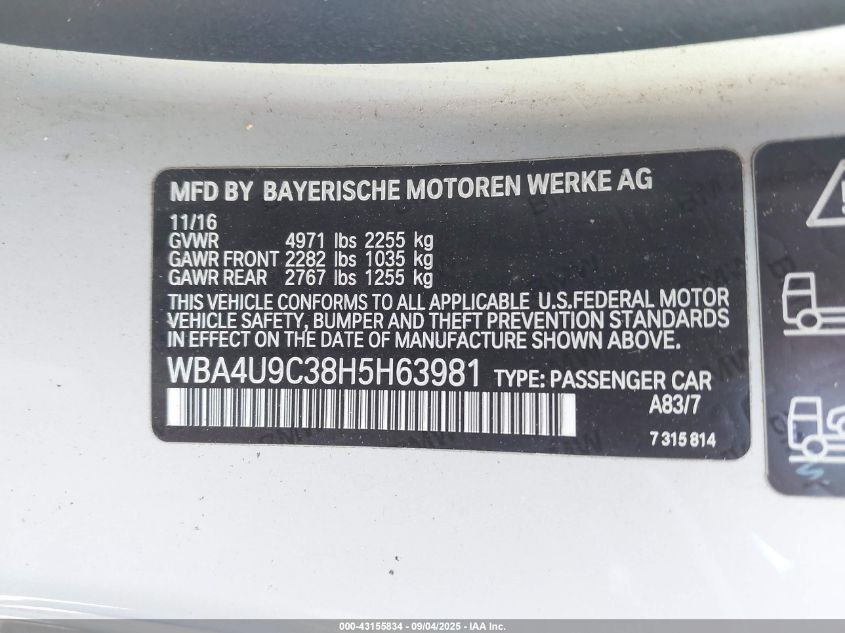 MFD BY BAYERISCHE MOTOREN WERKE AG
11/16
GVWR 4971 lbs 2255 kg
GAWR FRONT 2282 lbs 1035 kg
GAWR REAR 2767 lbs 1255 kg
THIS VEHICLE CONFORMS TO ALL APPLICABLE U.S.FEDERAL MOTOR
VEHICLE SAFETY, BUMPER AND THEFT PREVENTION STANDARDS
IN EFFECT ON THE DATE OF MANUFACTURE SHOWN ABOVE.
WBA4U9C38H5H63981 TYPE: PASSENGER CAR
A83/7
7 315 814
000-43155834 - 09/04/2025 - IAA Inc.